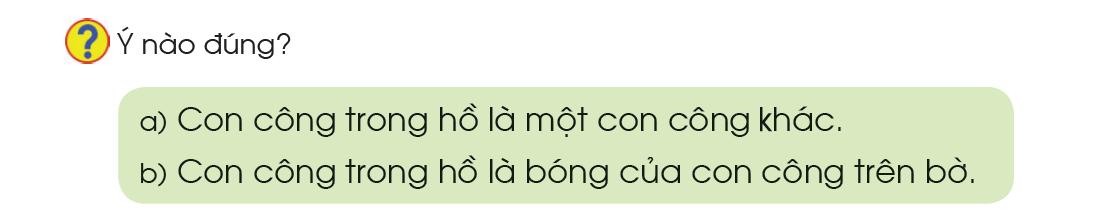 ? Ý nào đúng?
a) Con công trong hồ là một con công khác.
b) Con công trong hồ là bóng của con công trên bờ.